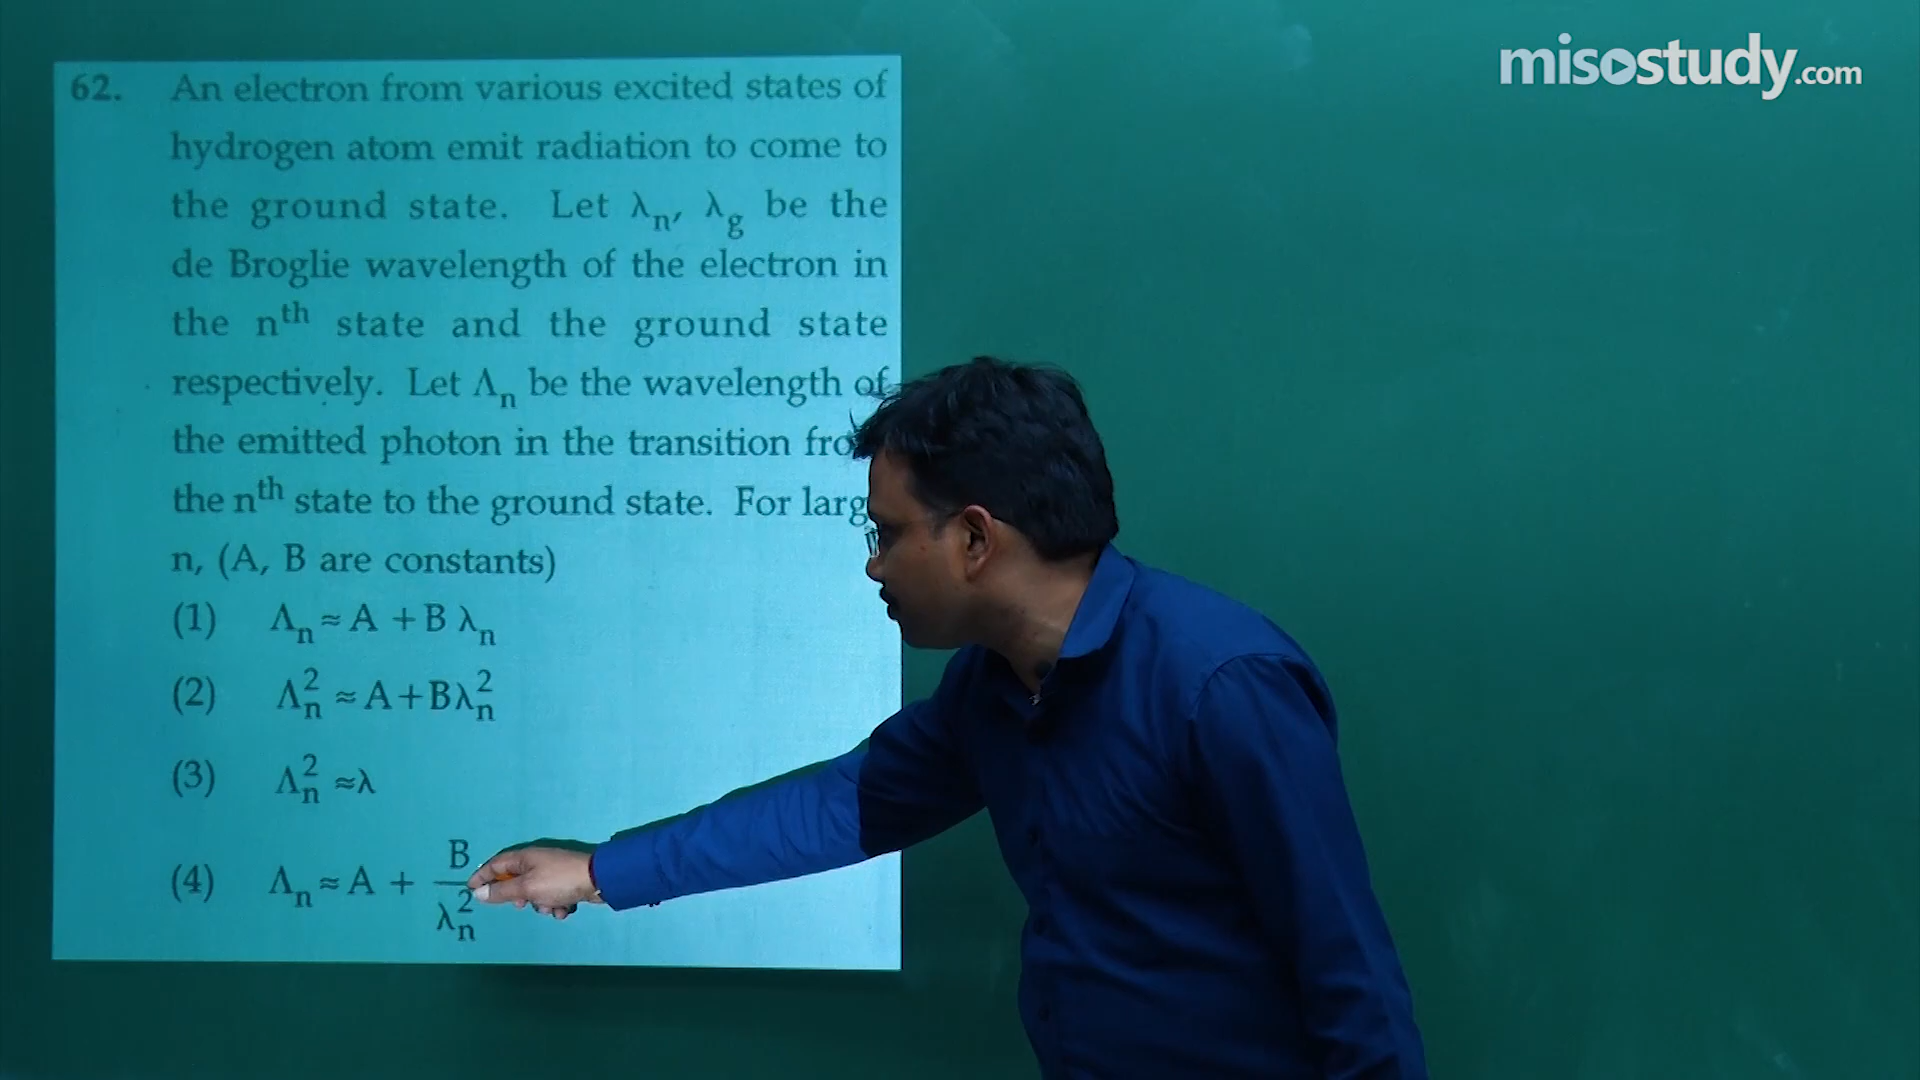 misostudy.com
62. An electron from various excited states of
hydrogen atom emit radiation to come to
the ground state. Let λn, λg be the
de Broglie wavelength of the electron in
the nth state and the ground state
respectively. Let Λn be the wavelength of
the emitted photon in the transition fro
the nth state to the ground state. For larg
n, (A, B are constants)
(1) Λn ≈ A + B λn
(2) Λn² ≈ A+Bλn²
(3) Λn² ≈λ
(4) Λn ≈ A + B/λn²